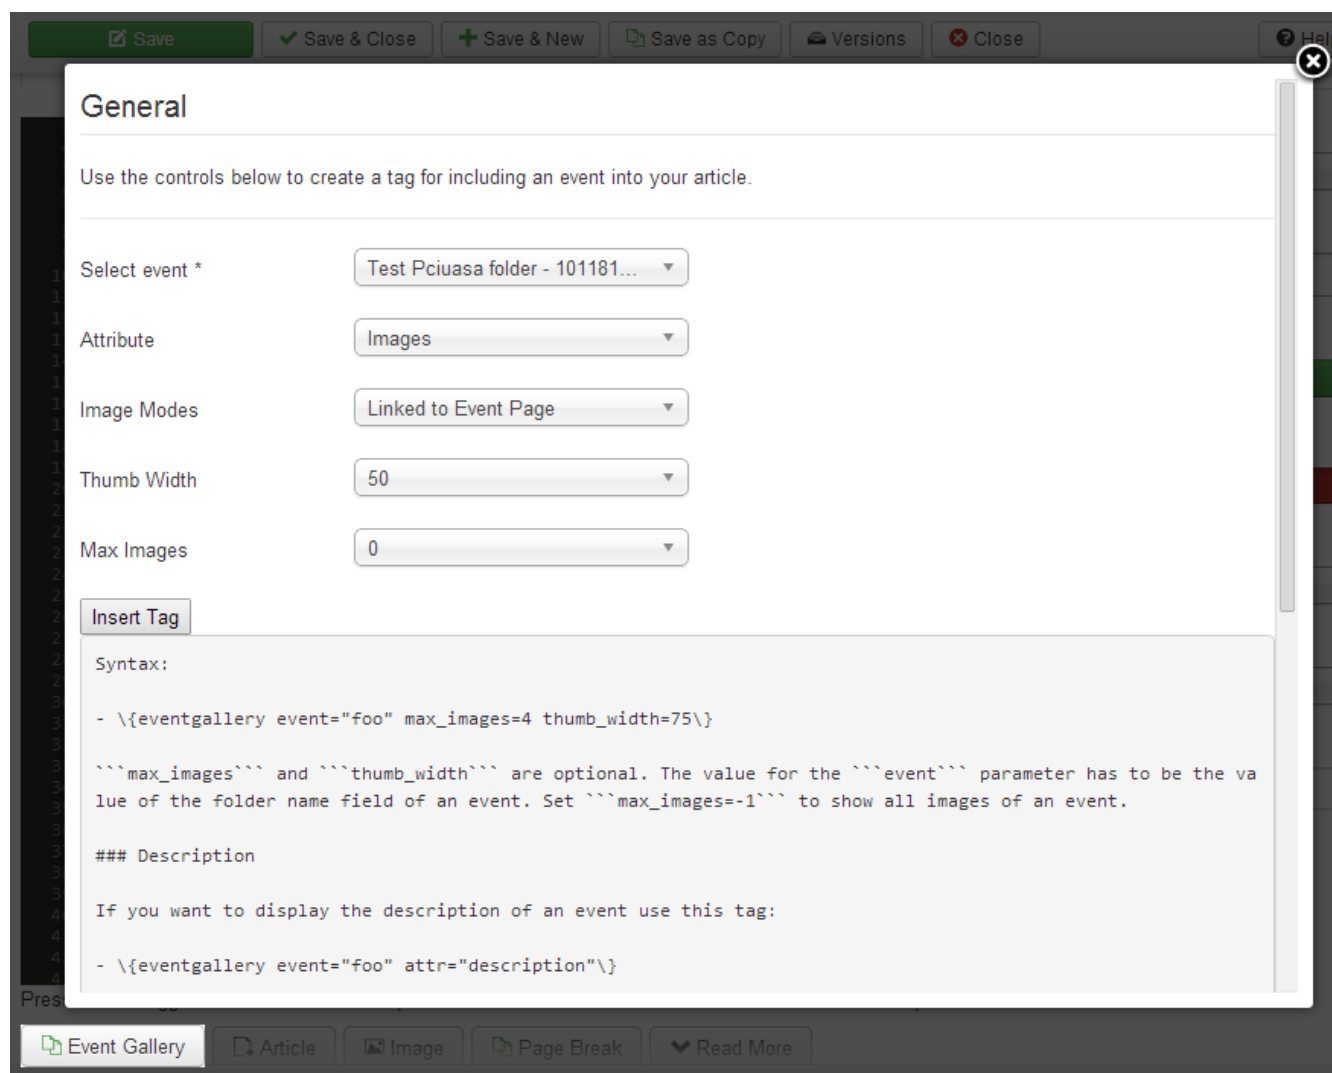 Save
Save & Close
Save & New
Save as Copy
Versions
Close
Help
General
Use the controls below to create a tag for including an event into your article.
Select event *
Test Pciuasa folder - 101181...
Attribute
Images
Image Modes
Linked to Event Page
Thumb Width
50
Max Images
0
Insert Tag
Syntax:
- \{eventgallery event="foo" max_images=4 thumb_width=75\}
```max_images``` and ```thumb_width``` are optional. The value for the ```event``` parameter has to be the va
lue of the folder name field of an event. Set ```max_images=-1``` to show all images of an event.
### Description
If you want to display the description of an event use this tag:
- \{eventgallery event="foo" attr="description"\}
Pres
Event Gallery
Article
Image
Page Break
Read More